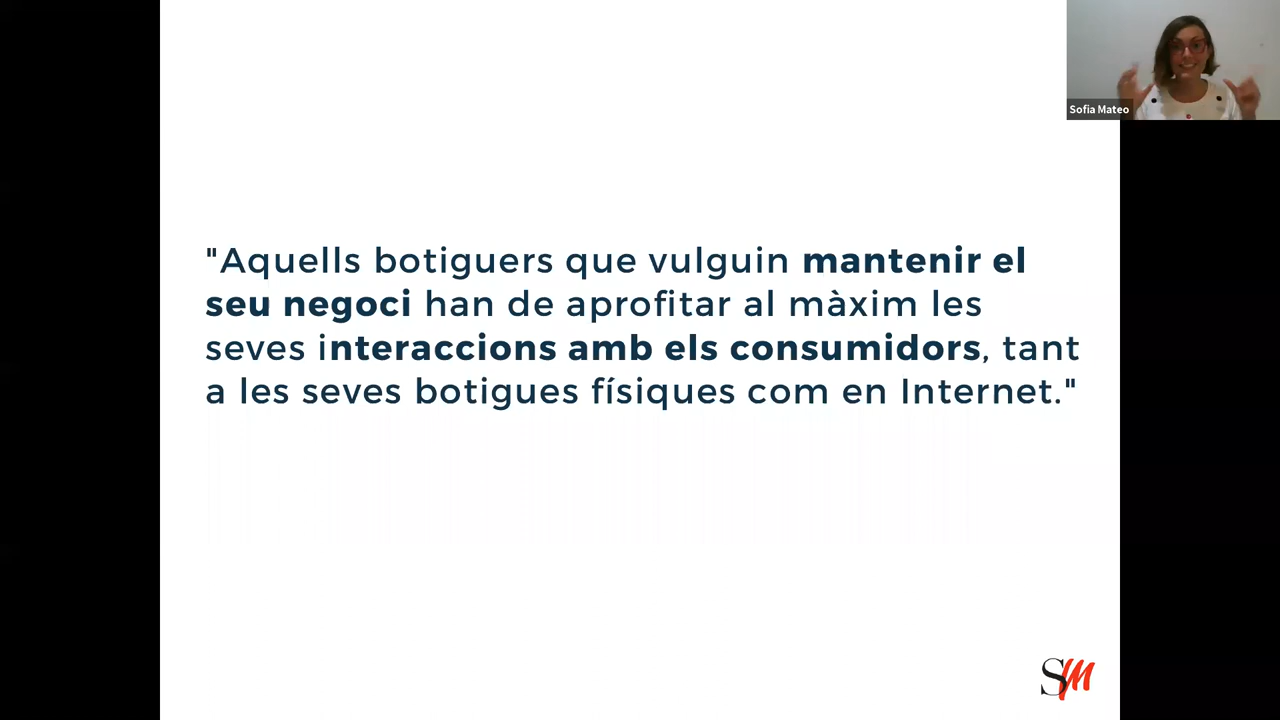 Sofia Mateo
"Aquells botiguers que vulguin mantenir el
seu negoci han de aprofitar al màxim les
seves interaccions amb els consumidors, tant
a les seves botigues físiques com en Internet."
SM